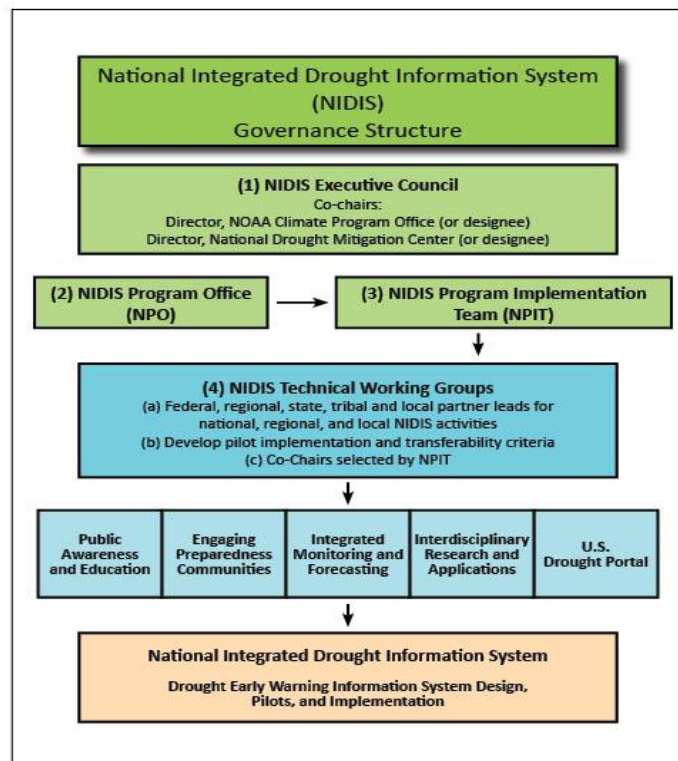 National Integrated Drought Information System
(NIDIS)
Governance Structure
(1) NIDIS Executive Council
Co-chairs:
Director, NOAA Climate Program Office (or designee)
Director, National Drought Mitigation Center (or designee)
(2) NIDIS Program Office
(NPO)
(3) NIDIS Program Implementation
Team (NPIT)
(4) NIDIS Technical Working Groups
(a) Federal, regional, state, tribal and local partner leads for
national, regional, and local NIDIS activities
(b) Develop pilot implementation and transferability criteria
(c) Co-Chairs selected by NPIT
Public
Awareness
and Education
Engaging
Preparedness
Communities
Integrated
Monitoring and
Forecasting
Interdisciplinary
Research and
Applications
U.S.
Drought Portal
National Integrated Drought Information System
Drought Early Warning Information System Design,
Pilots, and Implementation